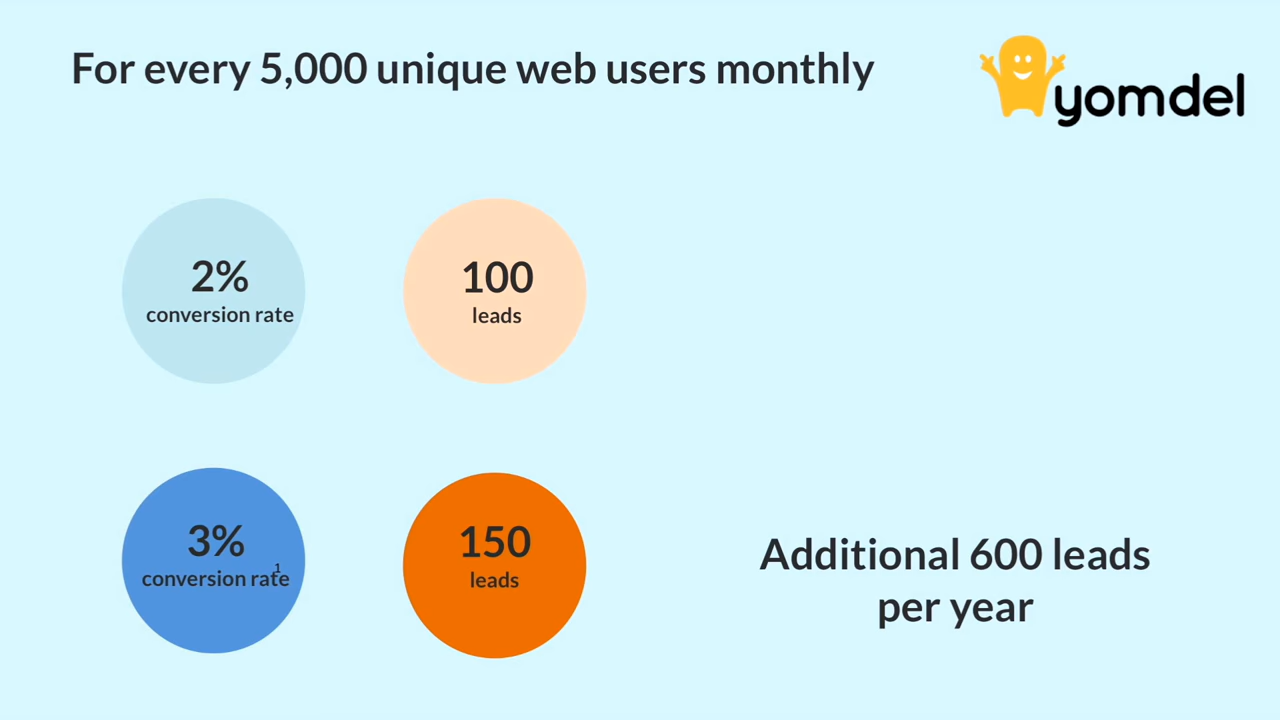 For every 5,000 unique web users monthly
yomdel
2%
conversion rate
100
leads
3%
conversion rate
1
150
leads
Additional 600 leads
per year